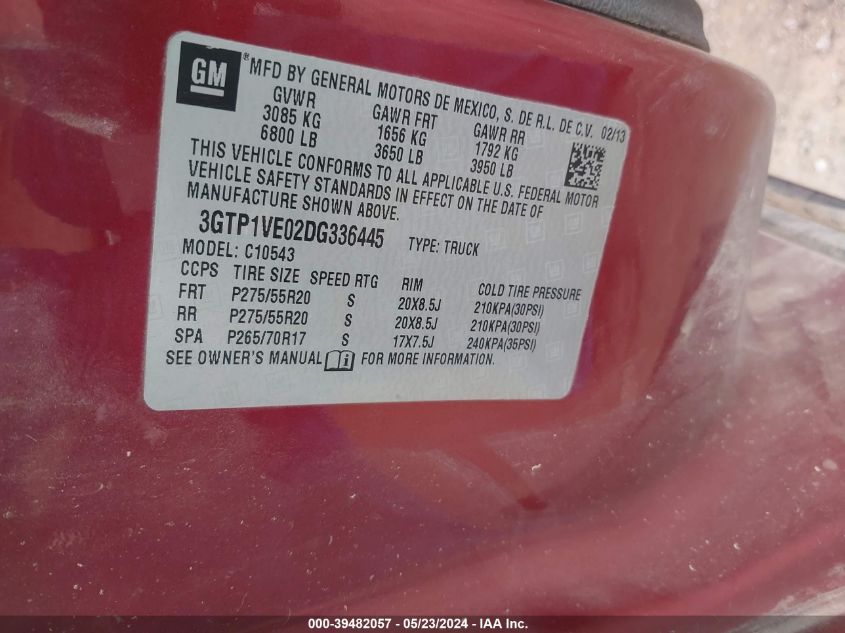 GM
® MFD BY GENERAL MOTORS DE MEXICO, S. DE R.L. DE C.V. 02/13
GVWR GAWR FRT GAWR RR
3085 KG 1656 KG 1792 KG
6800 LB 3650 LB 3950 LB
THIS VEHICLE CONFORMS TO ALL APPLICABLE U.S. FEDERAL MOTOR
VEHICLE SAFETY STANDARDS IN EFFECT ON THE DATE OF
MANUFACTURE SHOWN ABOVE.
3GTP1VE02DG336445 TYPE: TRUCK
MODEL: C10543
CCPS TIRE SIZE SPEED RTG RIM COLD TIRE PRESSURE
FRT P275/55R20 S 20X8.5J 210KPA(30PSI)
RR P275/55R20 S 20X8.5J 210KPA(30PSI)
SPA P265/70R17 S 17X7.5J 240KPA(35PSI)
SEE OWNER'S MANUAL FOR MORE INFORMATION.
000-39482057 - 05/23/2024 - IAA Inc.